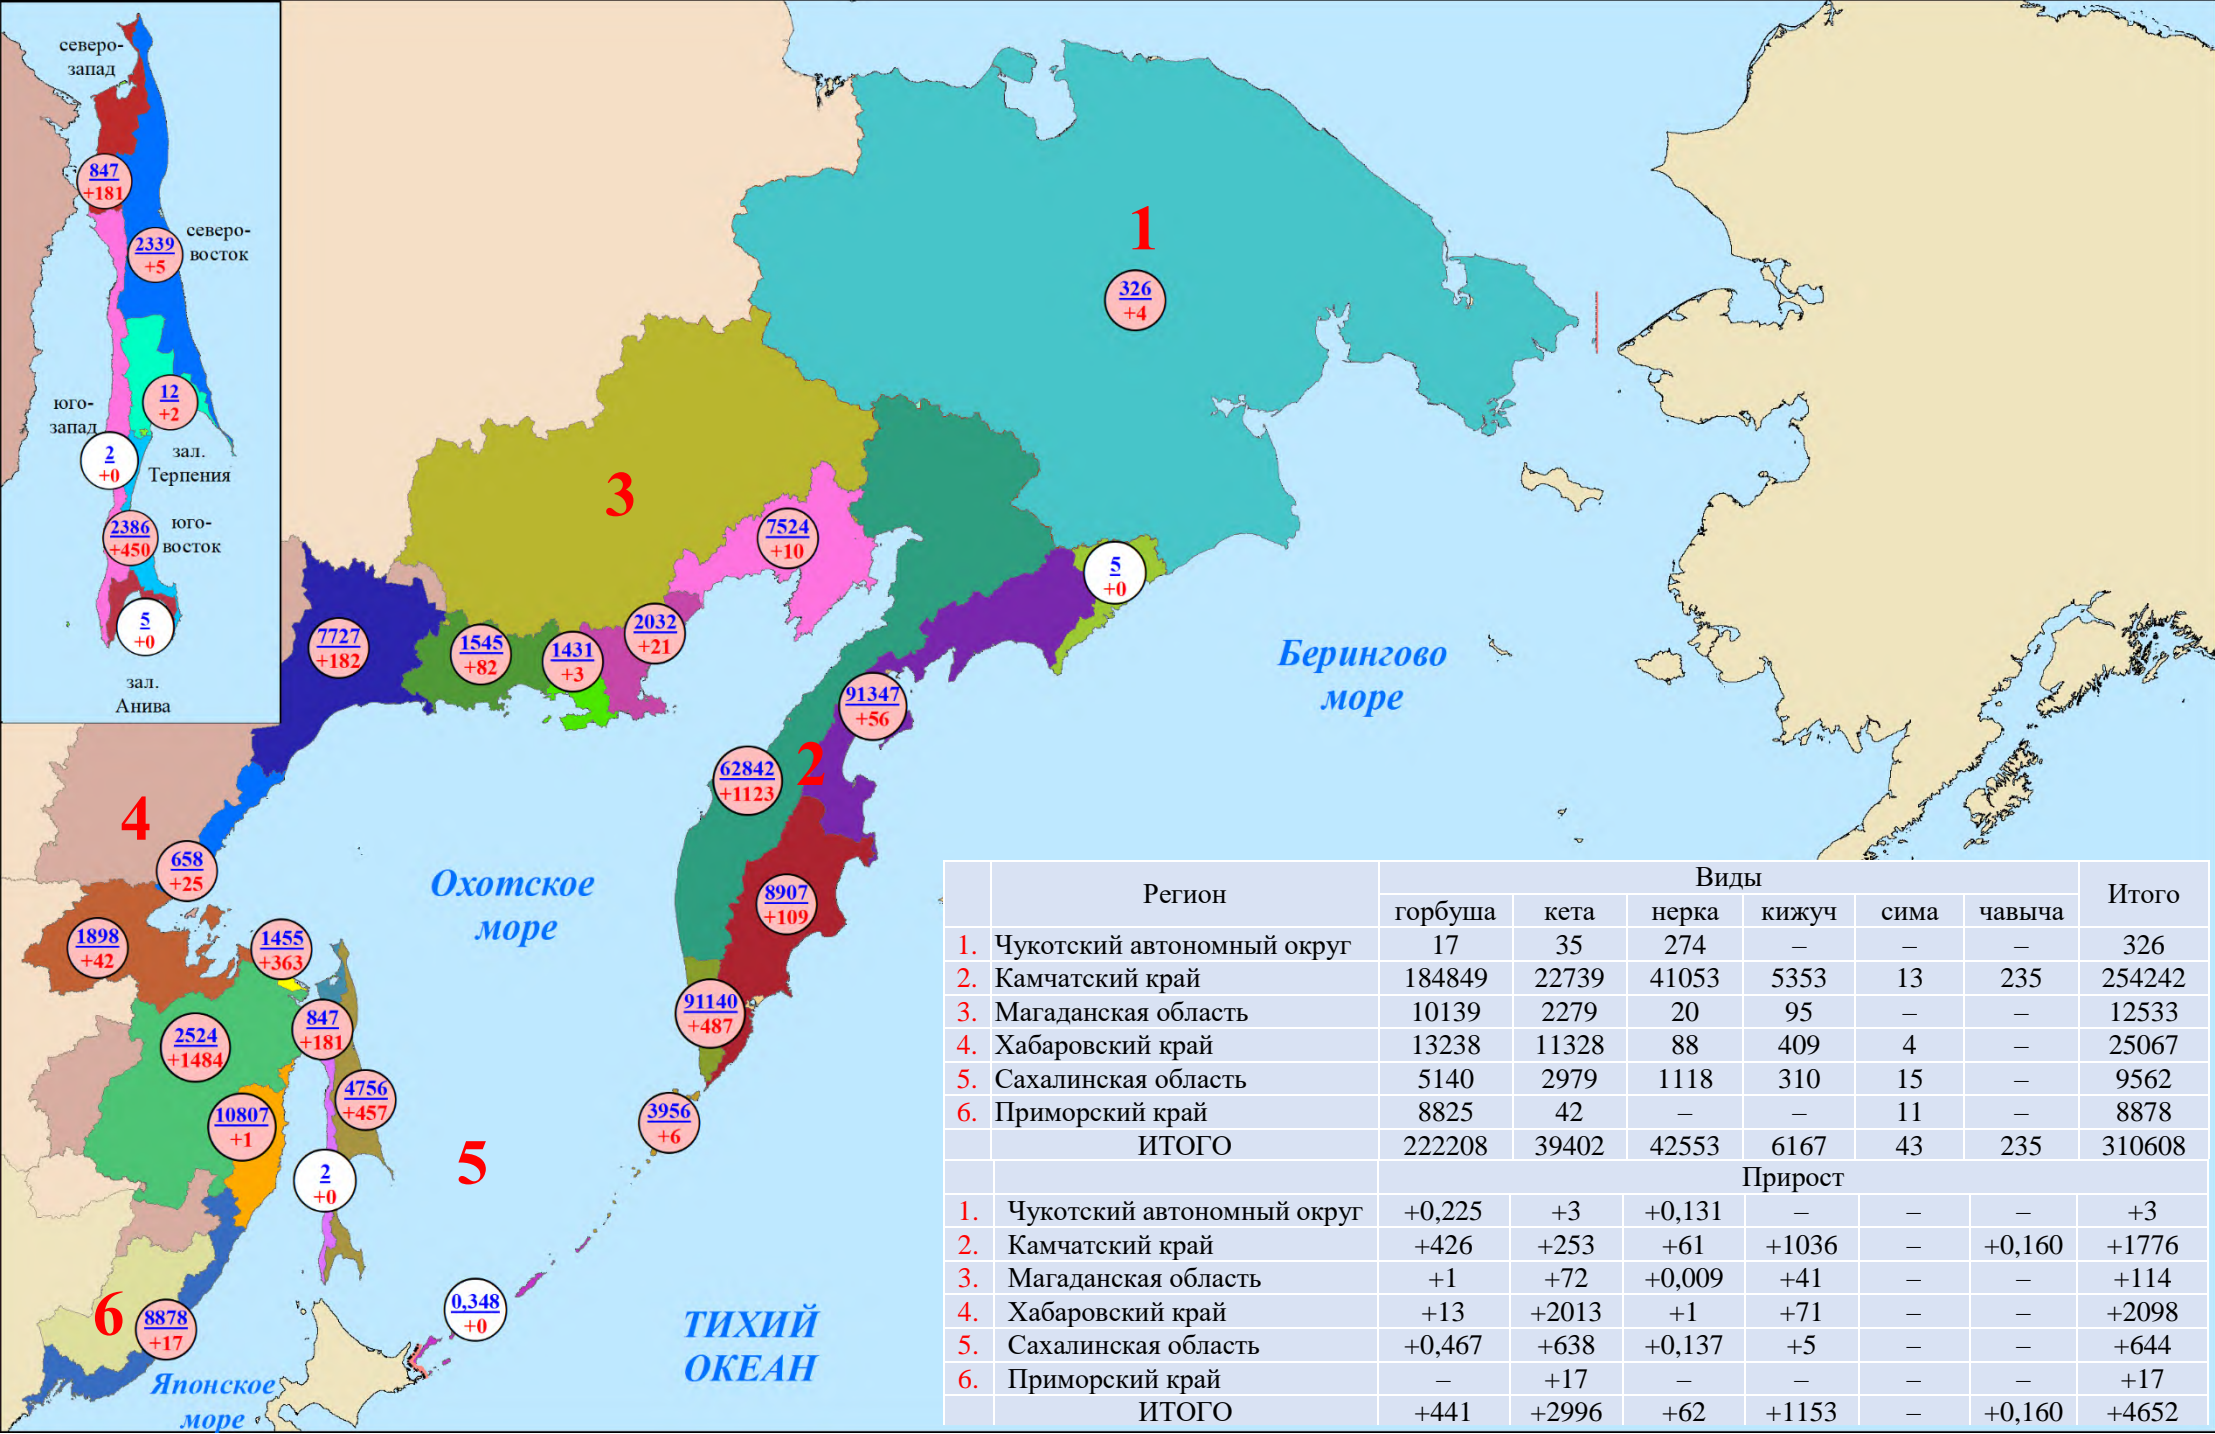 северо-
запад
847
+181
2339
+5
северо-
восток
12
+2
юго-
запад
2
+0
зал.
Терпения
2386
+450
юго-
восток
5
+0
зал.
Анива
1
326
+4
3
7524
+10
5
+0
7727
+182
1545
+82
1431
+3
2032
+21
Берингово
море
91347
+56
2
62842
+1123
4
658
+25
Охотское
море
8907
+109
1898
+42
1455
+363
91140
+487
847
+181
2524
+1484
4756
+457
10807
+1
3956
+6
5
2
+0
6
8878
+17
0,348
+0
ТИХИЙ
ОКЕАН
Японское
море
Регион Виды Итого
горбуша кета нерка кижуч сима чавыча
1. Чукотский автономный округ 17 35 274 – – – 326
2. Камчатский край 184849 22739 41053 5353 13 235 254242
3. Магаданская область 10139 2279 20 95 – – 12533
4. Хабаровский край 13238 11328 88 409 4 – 25067
5. Сахалинская область 5140 2979 1118 310 15 – 9562
6. Приморский край 8825 42 – – 11 – 8878
ИТОГО 222208 39402 42553 6167 43 235 310608
Прирост
1. Чукотский автономный округ +0,225 +3 +0,131 – – – +3
2. Камчатский край +426 +253 +61 +1036 – +0,160 +1776
3. Магаданская область +1 +72 +0,009 +41 – – +114
4. Хабаровский край +13 +2013 +1 +71 – – +2098
5. Сахалинская область +0,467 +638 +0,137 +5 – – +644
6. Приморский край – +17 – – – – +17
ИТОГО +441 +2996 +62 +1153 – +0,160 +4652